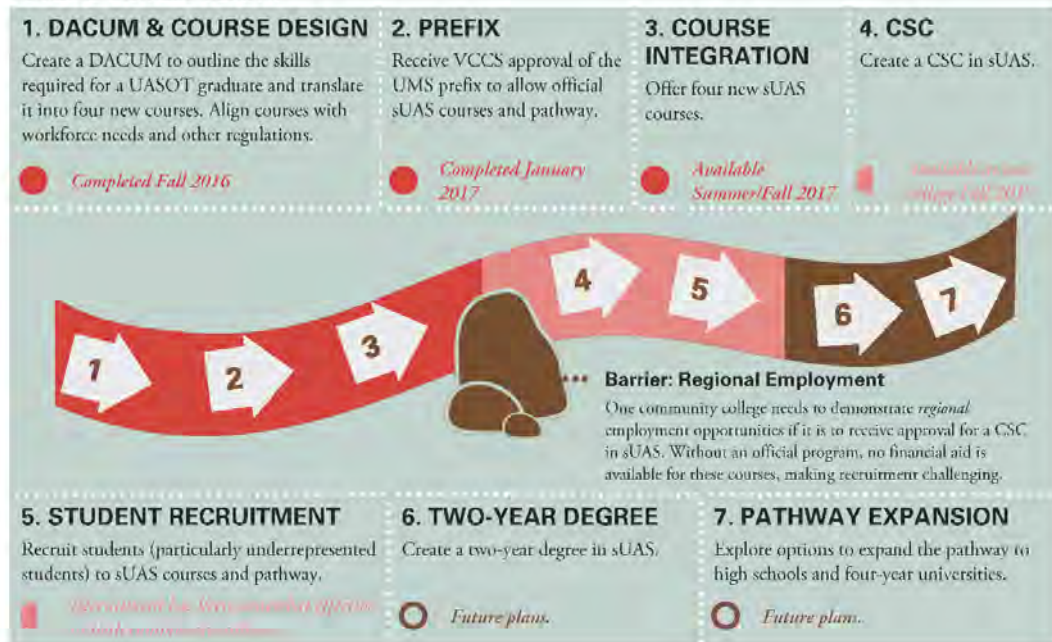 1. DACUM & COURSE DESIGN
Create a DACUM to outline the skills
required for a UASOT graduate and translate
it into four new courses. Align courses with
workforce needs and other regulations.
Completed Fall 2016
2. PREFIX
Receive VCCS approval of the
UMS prefix to allow official
sUAS courses and pathway.
Completed January
2017
3. COURSE
INTEGRATION
Offer four new sUAS
courses.
Available
Summer/Fall 2017
4. CSC
Create a CSC in sUAS.
1
2
3
4
5
6
7
Barrier: Regional Employment
One community college needs to demonstrate regional
employment opportunities if it is to receive approval for a CSC
in sUAS. Without an official program, no financial aid is
available for these courses, making recruitment challenging.
5. STUDENT RECRUITMENT
Recruit students (particularly underrepresented
students) to sUAS courses and pathway.
6. TWO-YEAR DEGREE
Create a two-year degree in sUAS.
Future plans.
7. PATHWAY EXPANSION
Explore options to expand the pathway to
high schools and four-year universities.
Future plans.